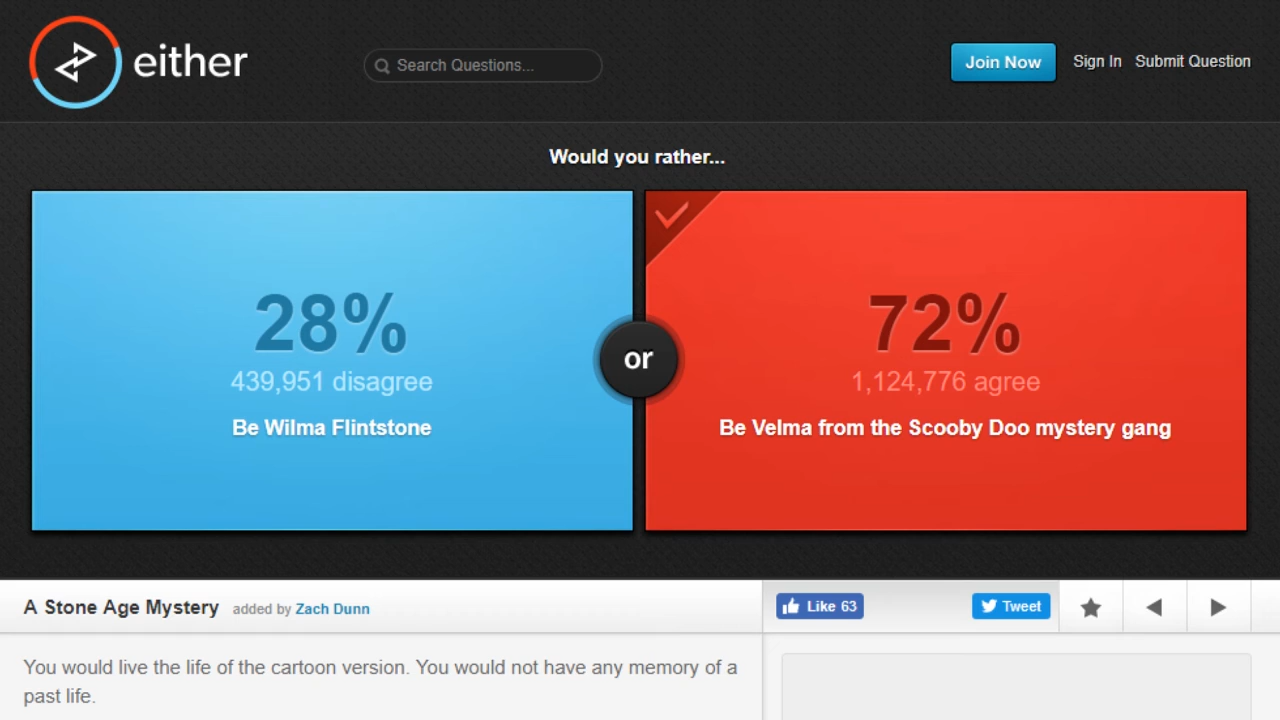 either
Search Questions...
Join Now
Sign In
Submit Question
Would you rather...
28%
439,951 disagree
Be Wilma Flintstone
or
72%
1,124,776 agree
Be Velma from the Scooby Doo mystery gang
A Stone Age Mystery added by Zach Dunn
Like 63
Tweet
You would live the life of the cartoon version. You would not have any memory of a
past life.